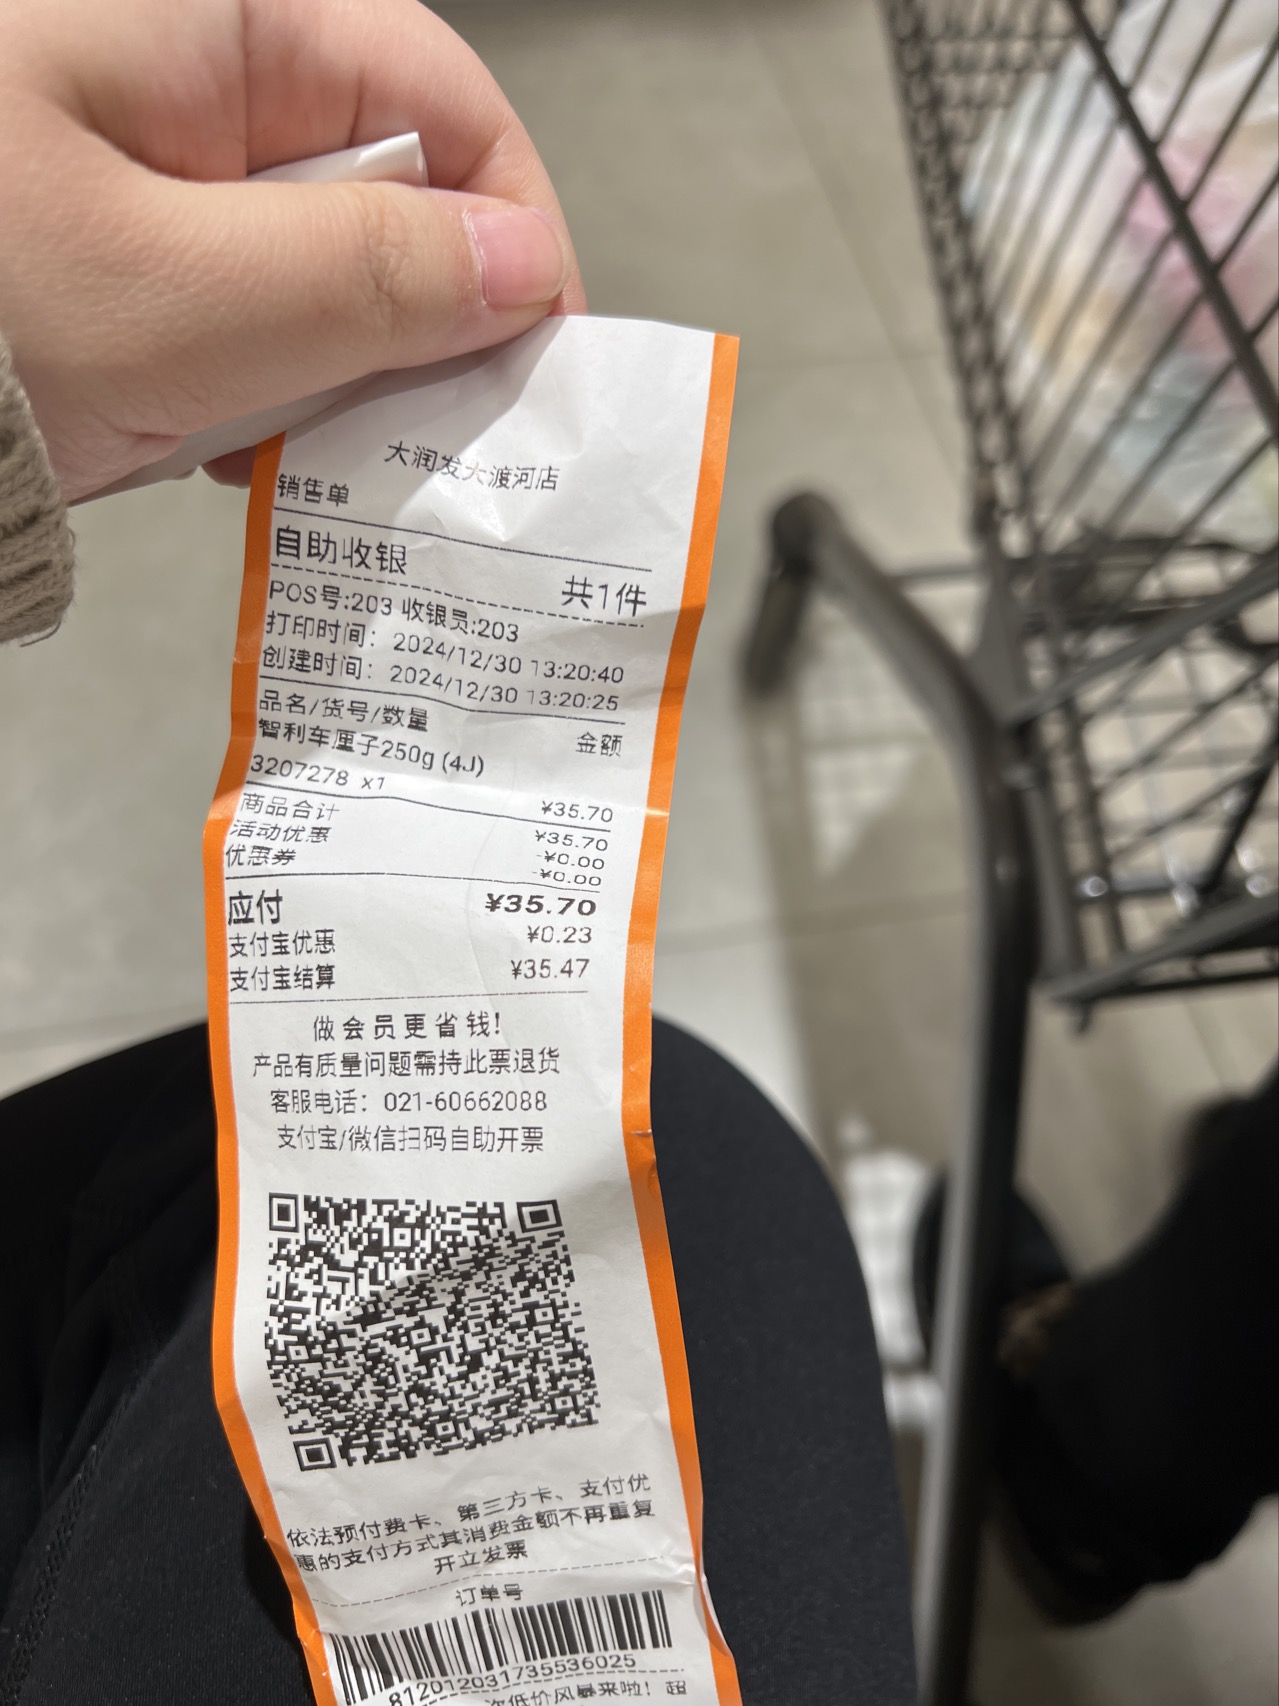 大润发大渡河店
销售单
自助收银
共1件
POS号:203 收银员:203
打印时间： 2024/12/30 13:20:40
创建时间： 2024/12/30 13:20:25
品名/货号/数量 金额
智利车厘子250g (4J)
3207278 x1 ¥35.70
商品合计 ¥35.70
活动优惠 -¥0.00
优惠券 -¥0.00
应付 ¥35.70
支付宝优惠 ¥0.23
支付宝结算 ¥35.47
做会员更省钱!
产品有质量问题需持此票退货
客服电话： 021-60662088
支付宝/微信扫码自助开票
依法预付费卡、第三方卡、支付优
惠的支付方式其消费金额不再重复
开立发票
订单号
812012031735536025
低价风暴来啦！超